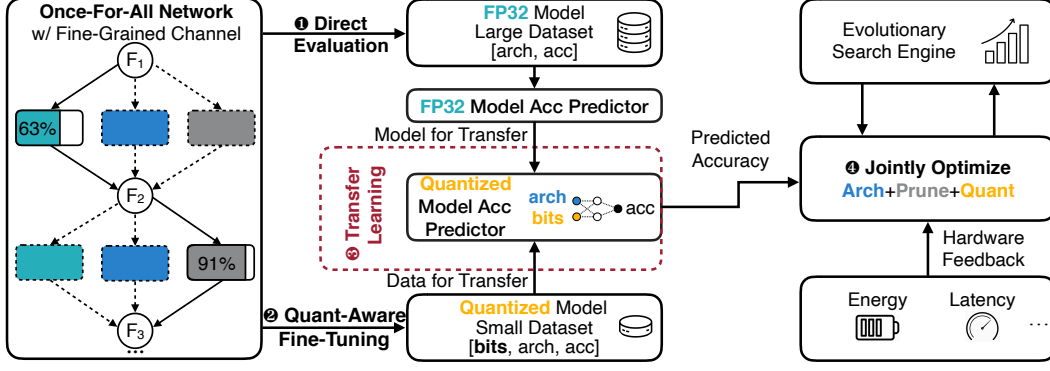 Once-For-All Network
w/ Fine-Grained Channel
F1
63%
F2
91%
F3
...
❶ Direct
Evaluation
FP32 Model
Large Dataset
[arch, acc]
FP32 Model Acc Predictor
Model for Transfer
❸ Transfer
Learning
Quantized
Model Acc
Predictor
arch
bits
acc
Data for Transfer
❷ Quant-Aware
Fine-Tuning
Quantized Model
Small Dataset
[bits, arch, acc]
Predicted
Accuracy
Evolutionary
Search Engine
❹ Jointly Optimize
Arch+Prune+Quant
Hardware
Feedback
Energy
Latency
...